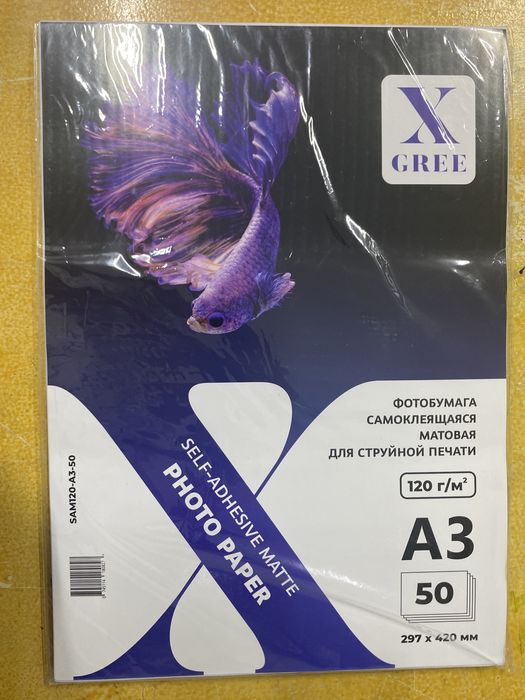 X
GREE
ФОТОБУМАГА
САМОКЛЕЯЩАЯСЯ
МАТОВАЯ
ДЛЯ СТРУЙНОЙ ПЕЧАТИ
120 г/м²
A3
50
297 x 420 мм
SELF-ADHESIVE MATTE
PHOTO PAPER
SAM120-A3-50